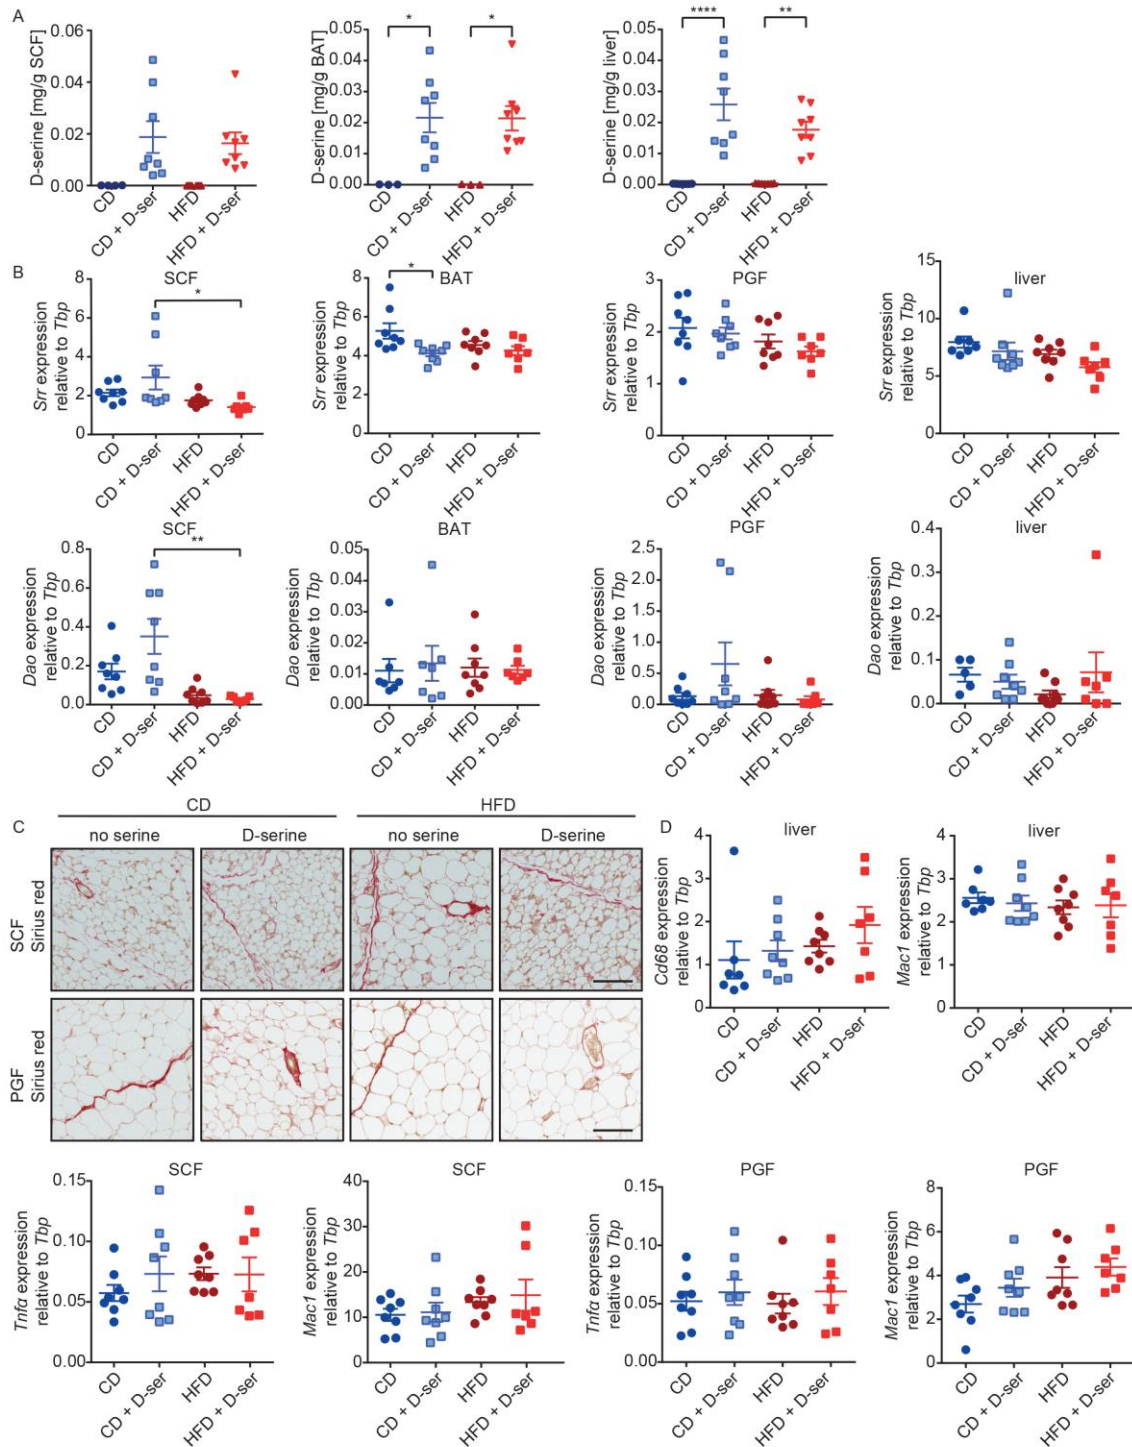 A
D-serine [mg/g SCF]
0.06
0.04
0.02
0.00
CD
CD + D-ser
HFD
HFD + D-ser
D-serine [mg/g BAT]
0.05
0.04
0.03
0.02
0.01
0.00
*
*
CD
CD + D-ser
HFD
HFD + D-ser
D-serine [mg/g liver]
0.05
0.04
0.03
0.02
0.01
0.00
****
**
CD
CD + D-ser
HFD
HFD + D-ser
B
SCF
Srr expression
relative to Tbp
8
6
4
2
0
*
CD
CD + D-ser
HFD
HFD + D-ser
BAT
Srr expression
relative to Tbp
8
6
4
2
0
*
CD
CD + D-ser
HFD
HFD + D-ser
PGF
Srr expression
relative to Tbp
3
2
1
0
CD
CD + D-ser
HFD
HFD + D-ser
liver
Srr expression
relative to Tbp
15
10
5
0
CD
CD + D-ser
HFD
HFD + D-ser
SCF
Dao expression
relative to Tbp
0.8
0.6
0.4
0.2
0.0
**
CD
CD + D-ser
HFD
HFD + D-ser
BAT
Dao expression
relative to Tbp
0.05
0.04
0.03
0.02
0.01
0.00
CD
CD + D-ser
HFD
HFD + D-ser
PGF
Dao expression
relative to Tbp
2.5
2.0
1.5
1.0
0.5
0.0
CD
CD + D-ser
HFD
HFD + D-ser
liver
Dao expression
relative to Tbp
0.4
0.3
0.2
0.1
0.0
CD
CD + D-ser
HFD
HFD + D-ser
C
CD
HFD
no serine
D-serine
no serine
D-serine
SCF
Sirius red
PGF
Sirius red
D
liver
Cd68 expression
relative to Tbp
4
3
2
1
0
CD
CD + D-ser
HFD
HFD + D-ser
liver
Mac1 expression
relative to Tbp
4
3
2
1
0
CD
CD + D-ser
HFD
HFD + D-ser
SCF
Tnfα expression
relative to Tbp
0.15
0.10
0.05
0.00
CD
CD + D-ser
HFD
HFD + D-ser
SCF
Mac1 expression
relative to Tbp
40
30
20
10
0
CD
CD + D-ser
HFD
HFD + D-ser
PGF
Tnfα expression
relative to Tbp
0.15
0.10
0.05
0.00
CD
CD + D-ser
HFD
HFD + D-ser
PGF
Mac1 expression
relative to Tbp
8
6
4
2
0
CD
CD + D-ser
HFD
HFD + D-ser